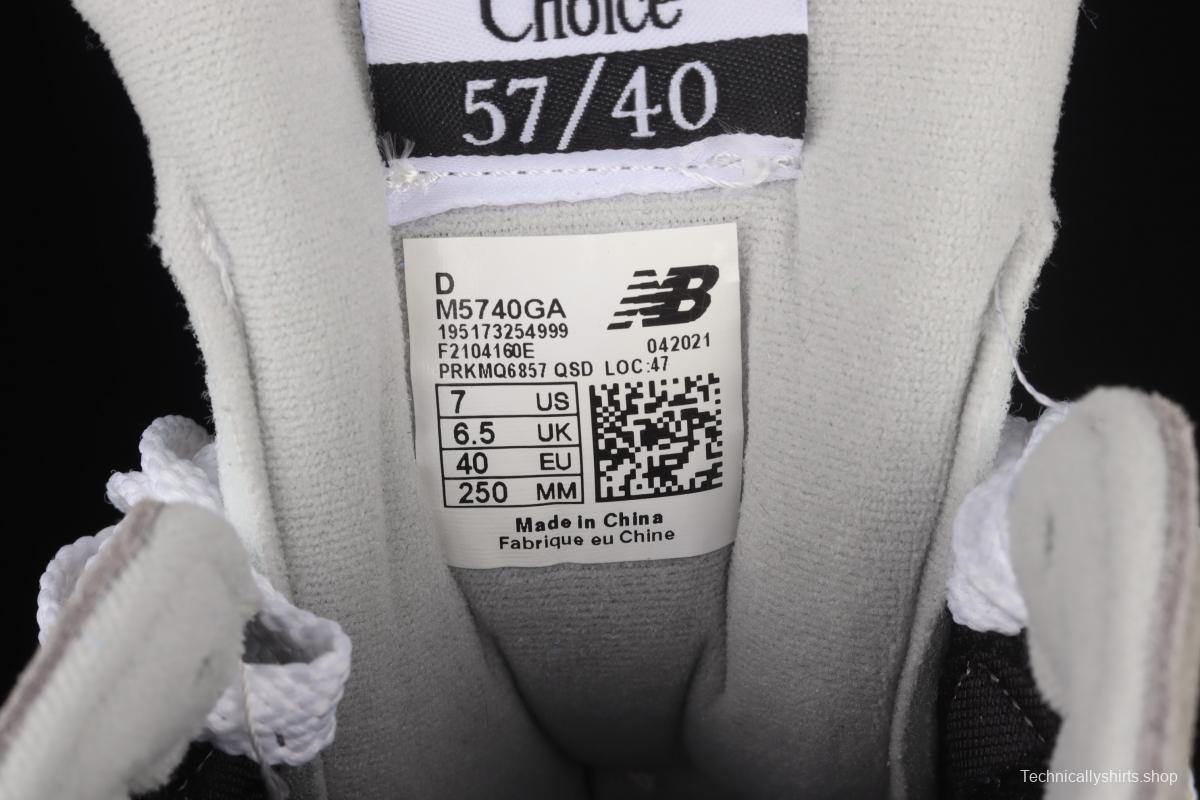 Choice
57/40
D
M5740GA
NB
195173254999
F2104160E
042021
PRKMQ6857 QSD LOC:47
7 US
6.5 UK
40 EU
250 MM
Made in China
Fabrique eu Chine
Technicallyshirts.shop